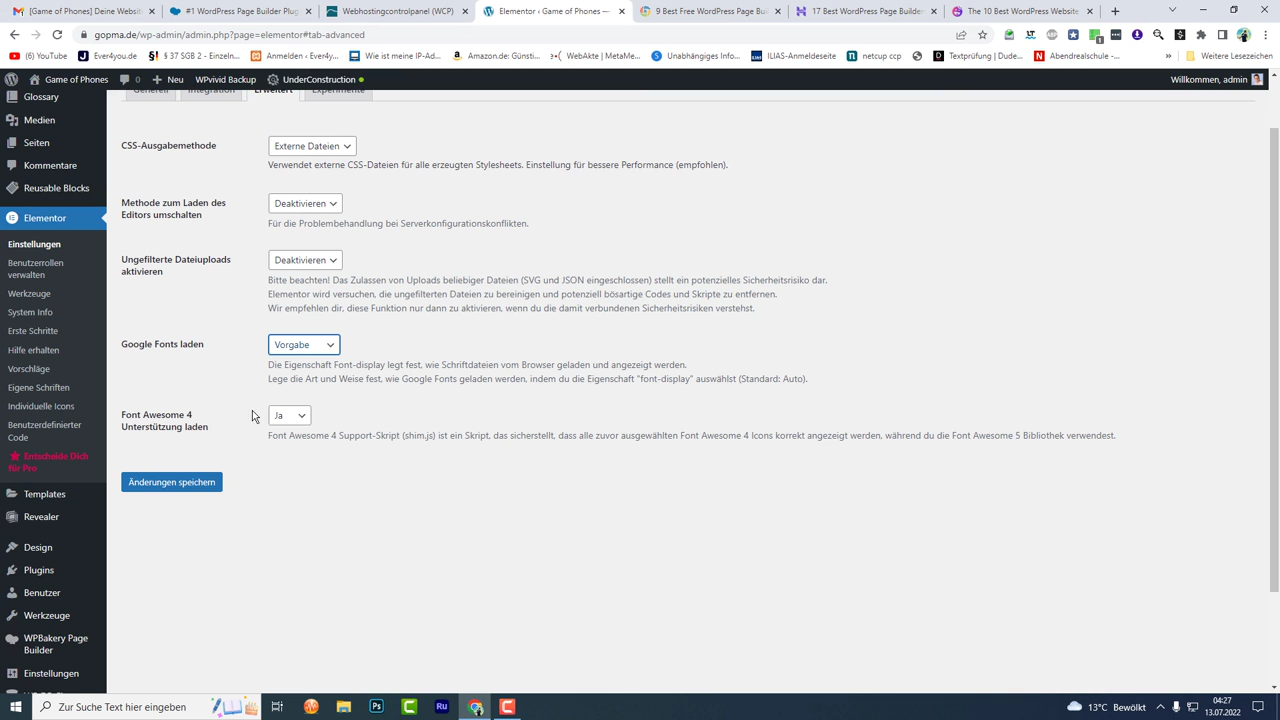 [Game of Phones] Deine Websit
#1 WordPress Page Builder Plug
Webhostingcontrolpanel (WCP)
Elementor ‹ Game of Phones —
9 Best Free WordPress Page Bui
17 Best WordPress Page Builder
The 10 Best WordPress Website
gopma.de/wp-admin/admin.php?page=elementor#tab-advanced
(6) YouTube
Ever4you.de
§ 37 SGB 2 - Einzel...
Anmelden ‹ Ever4y...
Wie ist meine IP-Ad...
Amazon.de: Günstig...
WebAkte | MetaMe...
Unabhängiges Info...
ILIAS-Anmeldeseite
netcup ccp
Textprüfung | Dude...
Abendrealschule - W...
»
Weitere Lesezeichen
Game of Phones
0
Neu
WPvivid Backup
UnderConstruction
Willkommen, admin
Glossary
Medien
Seiten
Kommentare
Reusable Blocks
Elementor
Einstellungen
Benutzerrollen
verwalten
Werkzeuge
System Info
Erste Schritte
Hilfe erhalten
Vorschläge
Eigene Schriften
Individuelle Icons
Benutzerdefinierter
Code
Entscheide Dich
für Pro
Templates
Revealer
Design
Plugins
Benutzer
Werkzeuge
WPBakery Page
Builder
Einstellungen
Generell
Integration
Erweitert
Experimente
CSS-Ausgabemethode
Externe Dateien
Verwendet externe CSS-Dateien für alle erzeugten Stylesheets. Einstellung für bessere Performance (empfohlen).
Methode zum Laden des
Editors umschalten
Deaktivieren
Für die Problembehandlung bei Serverkonfigurationskonflikten.
Ungefilterte Dateiuploads
aktivieren
Deaktivieren
Bitte beachten! Das Zulassen von Uploads beliebiger Dateien (SVG und JSON eingeschlossen) stellt ein potenzielles Sicherheitsrisiko dar.
Elementor wird versuchen, die ungefilterten Dateien zu bereinigen und potenziell bösartige Codes und Skripte zu entfernen.
Wir empfehlen dir, diese Funktion nur dann zu aktivieren, wenn du die damit verbundenen Sicherheitsrisiken verstehst.
Google Fonts laden
Vorgabe
Die Eigenschaft Font-display legt fest, wie Schriftdateien vom Browser geladen und angezeigt werden.
Lege die Art und Weise fest, wie Google Fonts geladen werden, indem du die Eigenschaft "font-display" auswählst (Standard: Auto).
Font Awesome 4
Unterstützung laden
Ja
Font Awesome 4 Support-Skript (shim.js) ist ein Skript, das sicherstellt, dass alle zuvor ausgewählten Font Awesome 4 Icons korrekt angezeigt werden, während du die Font Awesome 5 Bibliothek verwendest.
Änderungen speichern
Zur Suche Text hier eingeben
13°C Bewölkt
04:27
13.07.2022